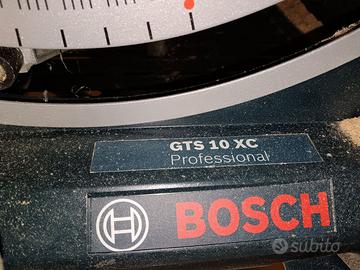 GTS 10 XC
Professional
BOSCH
subito